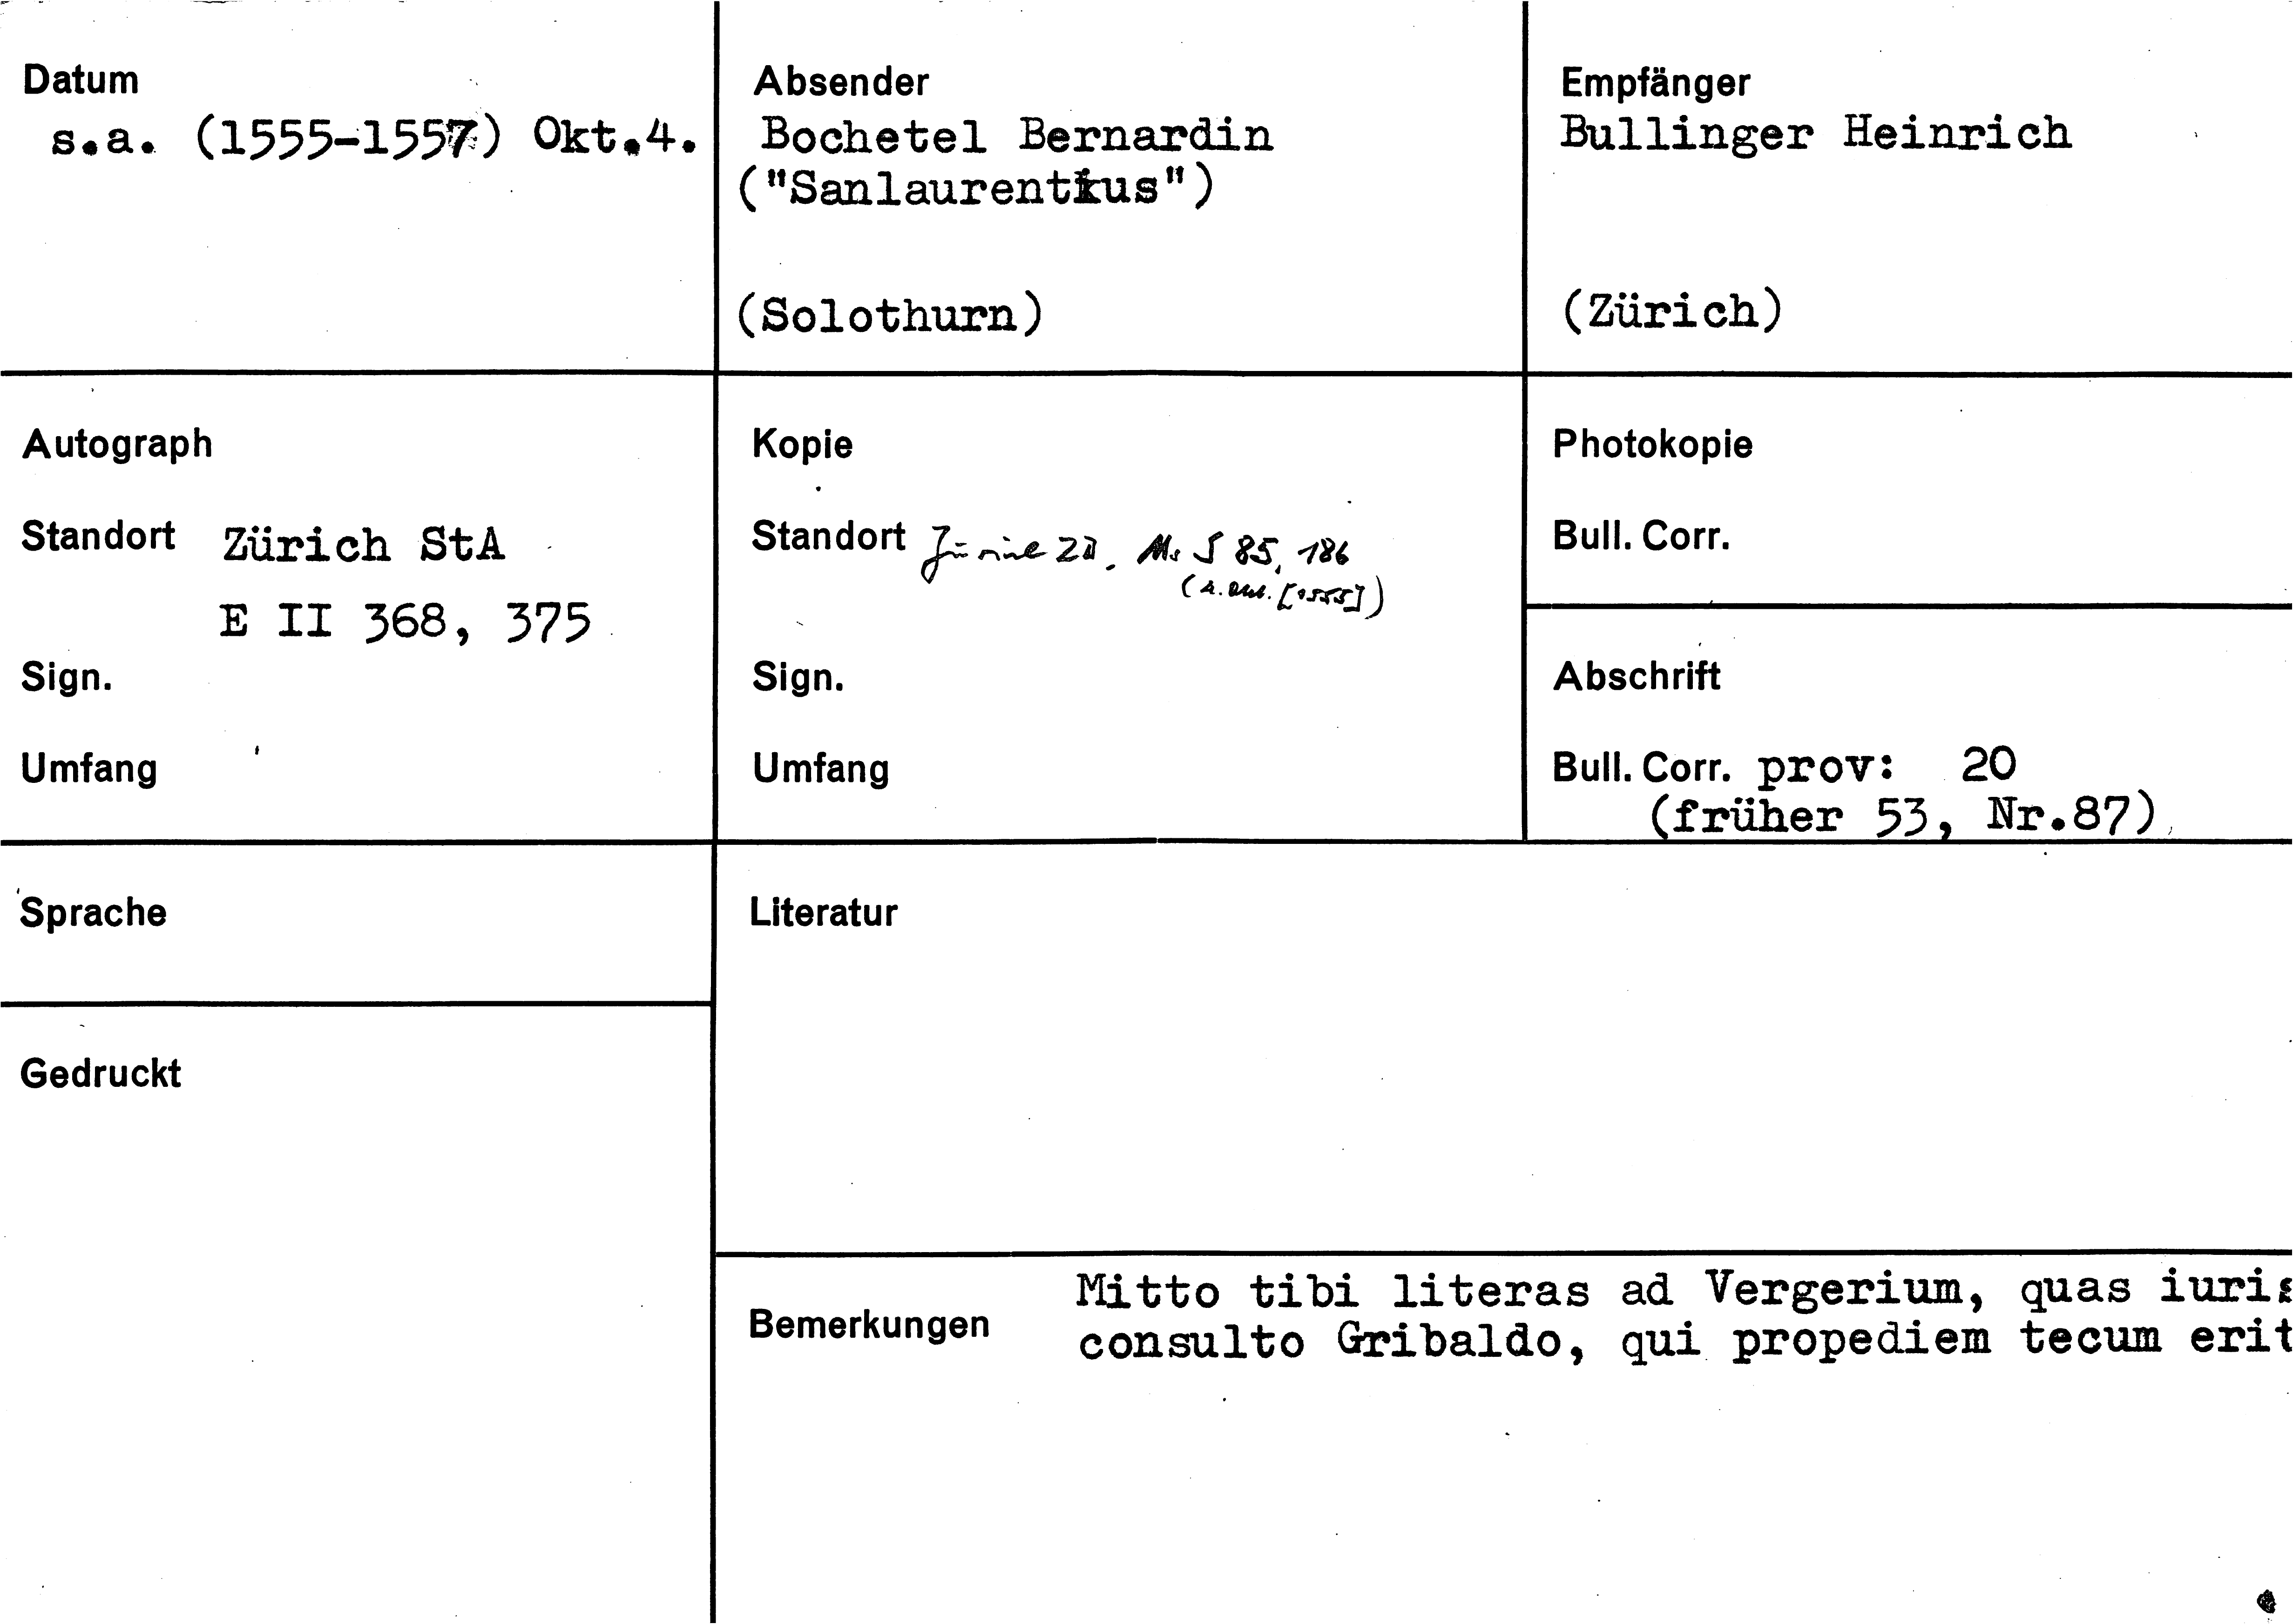 Datum
s.a. (1555-1557) Okt.4.
Absender
Bochetel Bernardin
("Sanlaurentius")
(Solothurn)
Empfänger
Bullinger Heinrich
(Zürich)
Autograph
Standort Zürich StA
E II 368, 375
Sign.
Umfang
Kopie
Standort Zürich ZB. Ms S 85, 186
(4. Okt. [1555])
Sign.
Umfang
Photokopie
Bull. Corr.
Abschrift
Bull. Corr. prov: 20
(früher 53, Nr.87)
Sprache
Literatur
Gedruckt
Bemerkungen
Mitto tibi literas ad Vergerium, quas iuris
consulto Gribaldo, qui propediem tecum erit